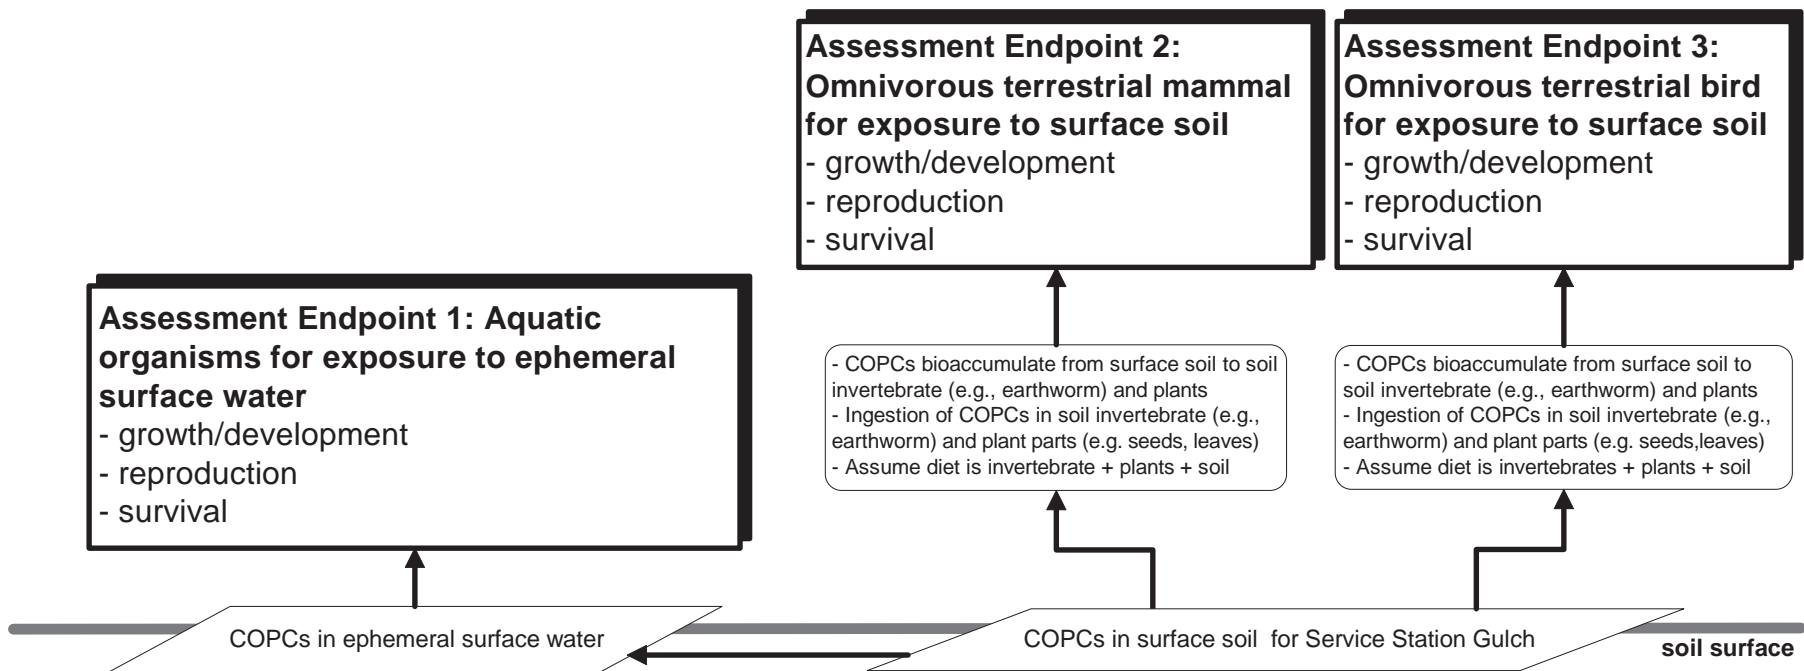 Assessment Endpoint 2:
Omnivorous terrestrial mammal
for exposure to surface soil
- growth/development
- reproduction
- survival
Assessment Endpoint 3:
Omnivorous terrestrial bird
for exposure to surface soil
- growth/development
- reproduction
- survival
Assessment Endpoint 1: Aquatic
organisms for exposure to ephemeral
surface water
- growth/development
- reproduction
- survival
- COPCs bioaccumulate from surface soil to soil
invertebrate (e.g., earthworm) and plants
- Ingestion of COPCs in soil invertebrate (e.g.,
earthworm) and plant parts (e.g. seeds, leaves)
- Assume diet is invertebrate + plants + soil
- COPCs bioaccumulate from surface soil to
soil invertebrate (e.g., earthworm) and plants
- Ingestion of COPCs in soil invertebrate (e.g.,
earthworm) and plant parts (e.g. seeds,leaves)
- Assume diet is invertebrates + plants + soil
COPCs in ephemeral surface water
COPCs in surface soil for Service Station Gulch
soil surface